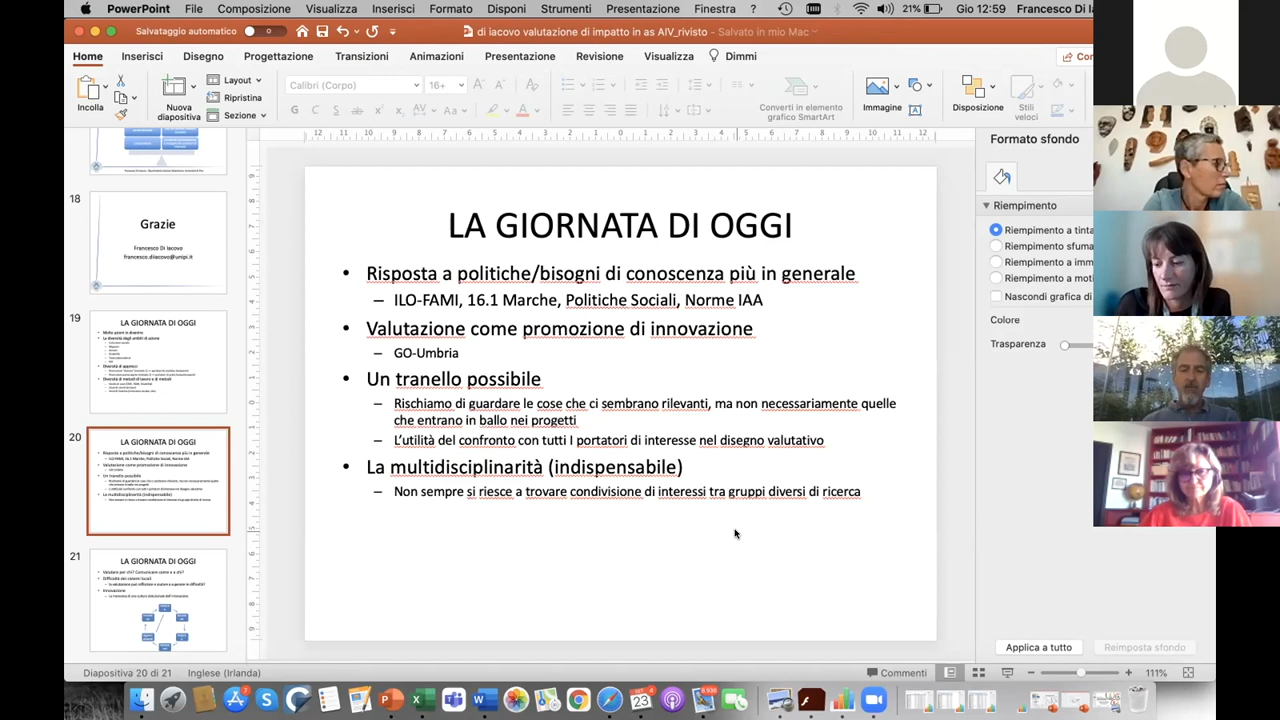 PowerPoint File Composizione Visualizza Inserisci Formato Disponi Strumenti Presentazione Finestra ? 21% Gio 12:59 Francesco Di Ia
Salvataggio automatico di iacovo valutazione di impatto in as AIV_rivisto - Salvato in mio Mac
Home Inserisci Disegno Progettazione Transizioni Animazioni Presentazione Revisione Visualizza Dimmi
Incolla Nuova diapositiva Layout Ripristina Sezione Calibri (Corpo) 16+ Converti in elemento grafico SmartArt Immagine Disposizione Stili veloci
Formato sfondo
Riempimento
Riempimento a tinta
Riempimento sfuma
Riempimento a imm
Riempimento a moti
Nascondi grafica di
Colore
Trasparenza
Applica a tutto Reimposta sfondo
18
Grazie
Francesco Di Iacovo
francesco.diiacovo@unipi.it
19
LA GIORNATA DI OGGI
20
LA GIORNATA DI OGGI
21
LA GIORNATA DI OGGI
LA GIORNATA DI OGGI
• Risposta a politiche/bisogni di conoscenza più in generale
– ILO-FAMI, 16.1 Marche, Politiche Sociali, Norme IAA
• Valutazione come promozione di innovazione
– GO-Umbria
• Un tranello possibile
– Rischiamo di guardare le cose che ci sembrano rilevanti, ma non necessariamente quelle
che entrano in ballo nei progetti
– L'utilità del confronto con tutti I portatori di interesse nel disegno valutativo
• La multidisciplinarità (indispensabile)
– Non sempre si riesce a trovare condivisione di interessi tra gruppi diversi di ricerca
Diapositiva 20 di 21 Inglese (Irlanda) Commenti 111%